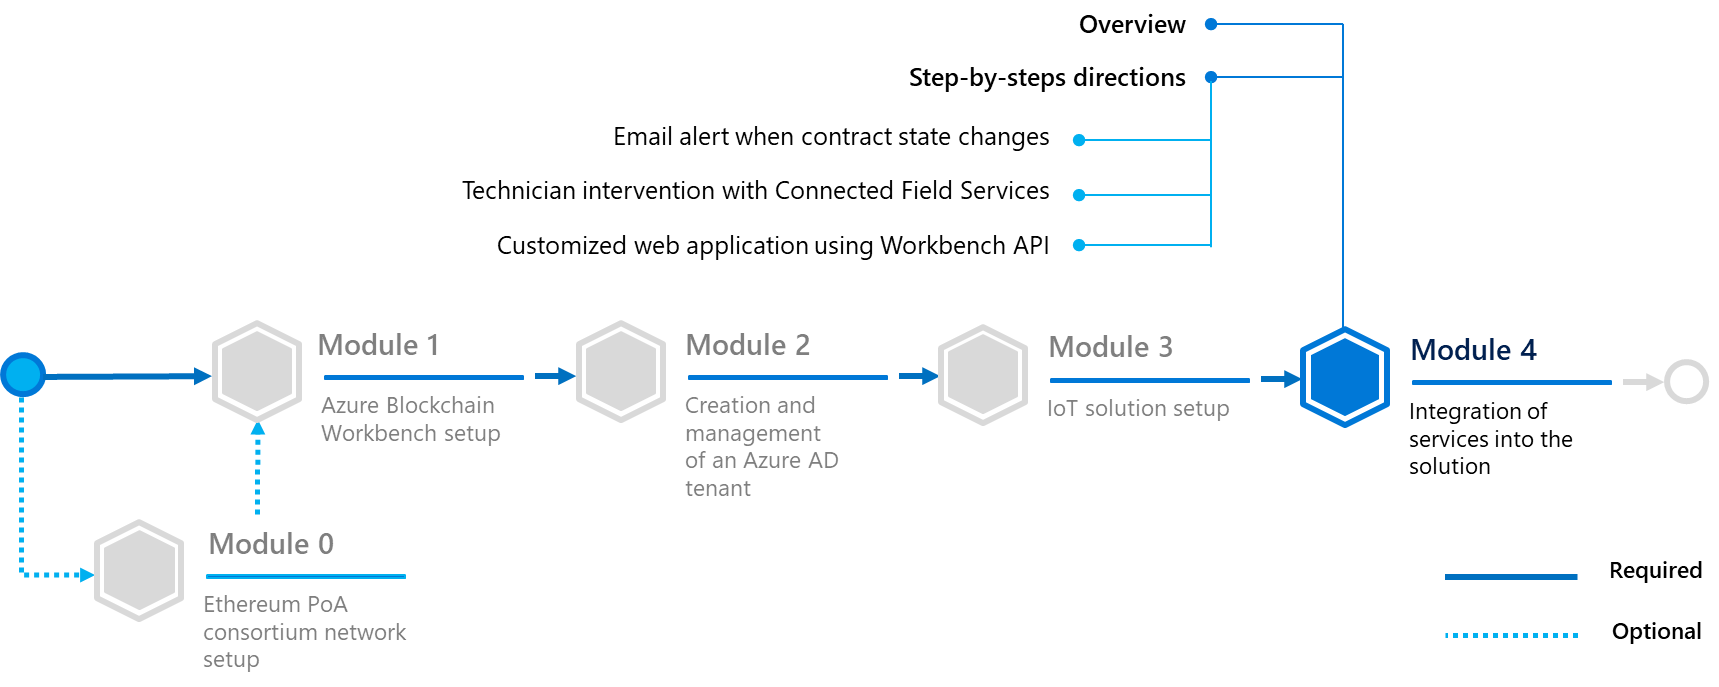 Overview
Step-by-steps directions
Email alert when contract state changes
Technician intervention with Connected Field Services
Customized web application using Workbench API
Module 1
Azure Blockchain
Workbench setup
Module 2
Creation and
management
of an Azure AD
tenant
Module 3
IoT solution setup
Module 4
Integration of
services into the
solution
Module 0
Ethereum PoA
consortium network
setup
Required
Optional